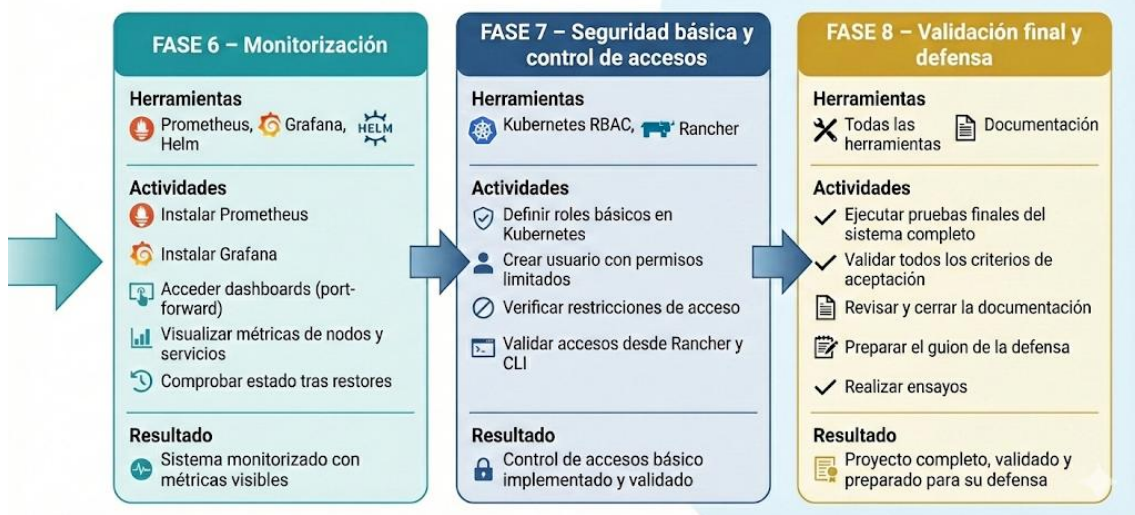 FASE 6 – Monitorización
Herramientas
Prometheus, Grafana, HELM
Helm
Actividades
Instalar Prometheus
Instalar Grafana
Acceder dashboards (port-
forward)
Visualizar métricas de nodos y
servicios
Comprobar estado tras restores
Resultado
Sistema monitorizado con
métricas visibles
FASE 7 – Seguridad básica y
control de accesos
Herramientas
Kubernetes RBAC, Rancher
Actividades
Definir roles básicos en
Kubernetes
Crear usuario con permisos
limitados
Verificar restricciones de acceso
Validar accesos desde Rancher y
CLI
Resultado
Control de accesos básico
implementado y validado
FASE 8 – Validación final y
defensa
Herramientas
Todas las
herramientas
Documentación
Actividades
Ejecutar pruebas finales del
sistema completo
Validar todos los criterios de
aceptación
Revisar y cerrar la documentación
Preparar el guion de la defensa
Realizar ensayos
Resultado
Proyecto completo, validado y
preparado para su defensa